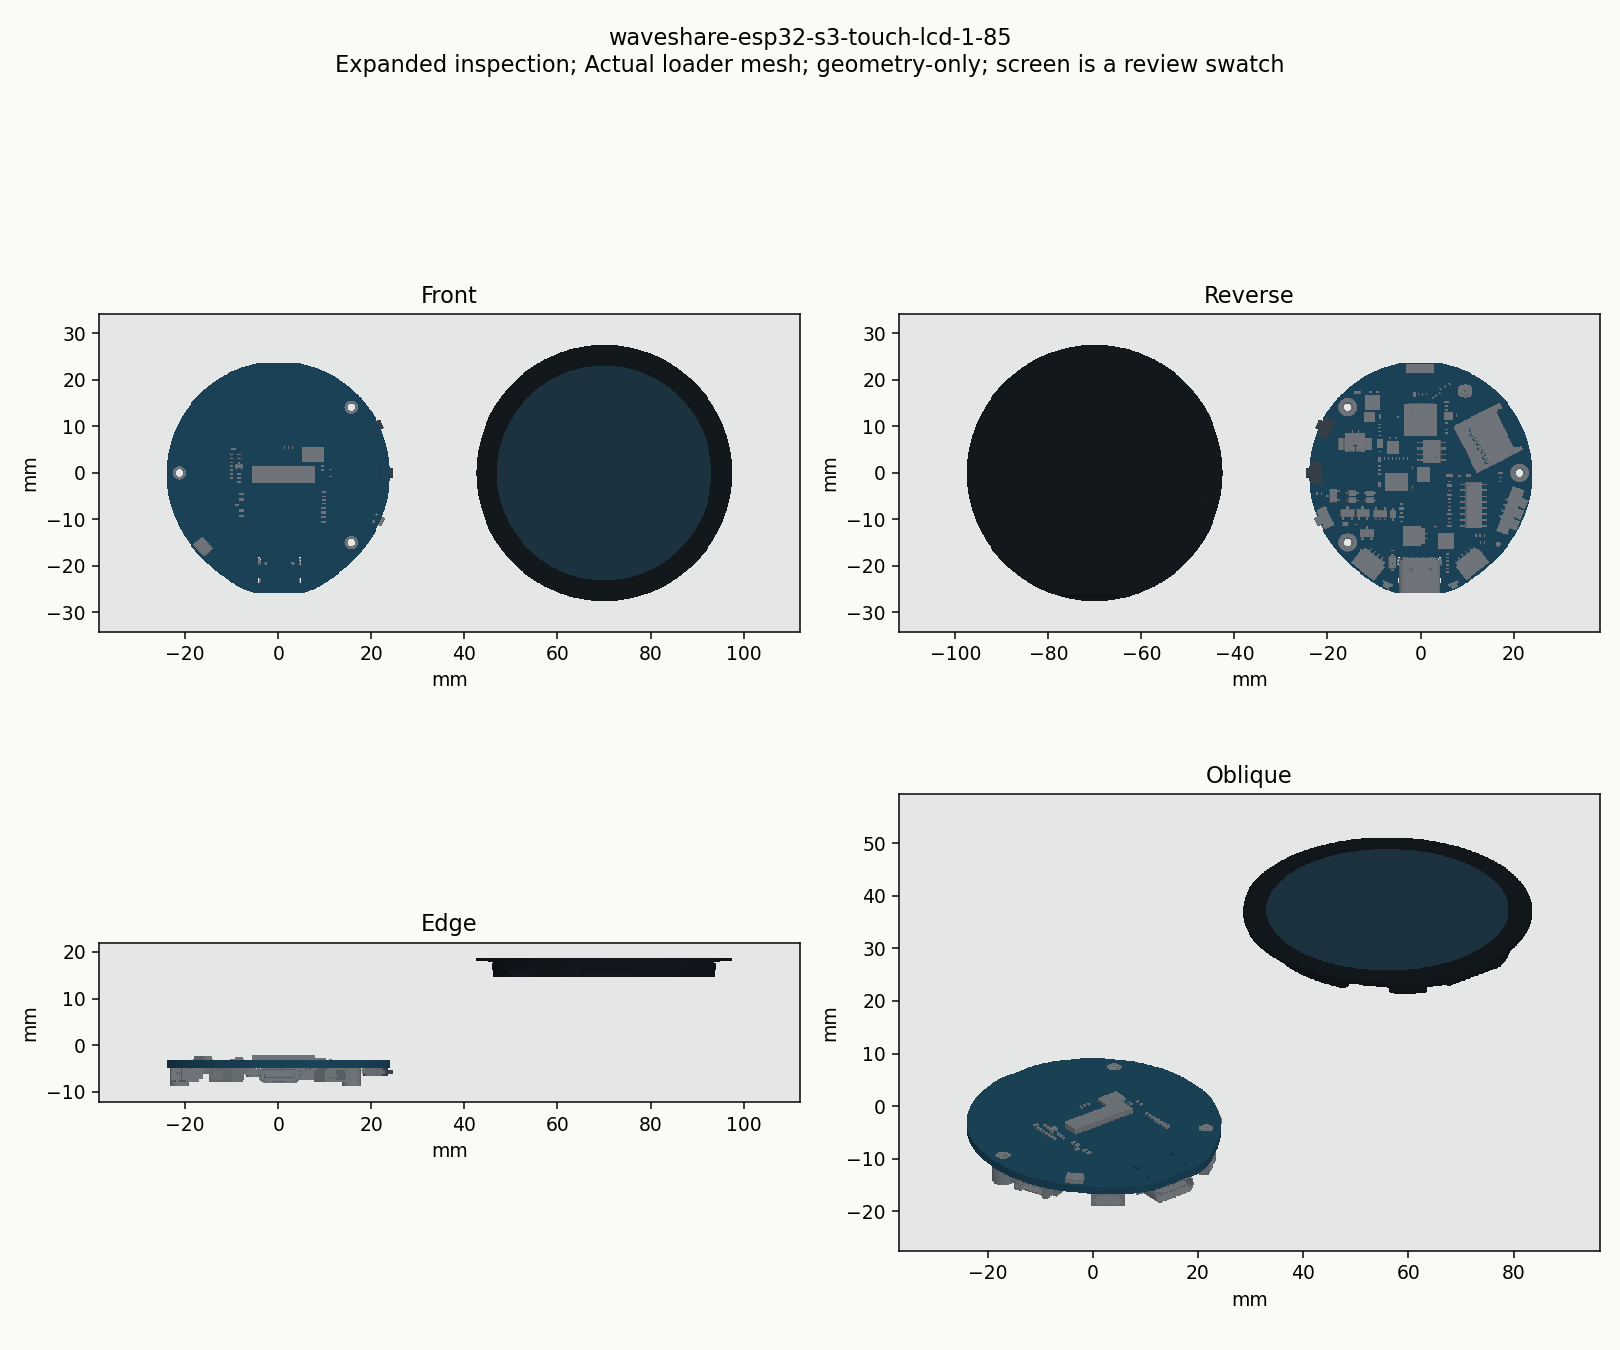 waveshare-esp32-s3-touch-lcd-1-85
Expanded inspection; Actual loader mesh; geometry-only; screen is a review swatch
Front
30
20
10
0
−10
−20
−30
mm
−20 0 20 40 60 80 100
mm
Reverse
30
20
10
0
−10
−20
−30
mm
−100 −80 −60 −40 −20 0 20
mm
Edge
20
10
0
−10
mm
−20 0 20 40 60 80 100
mm
Oblique
50
40
30
20
10
0
−10
−20
mm
−20 0 20 40 60 80
mm